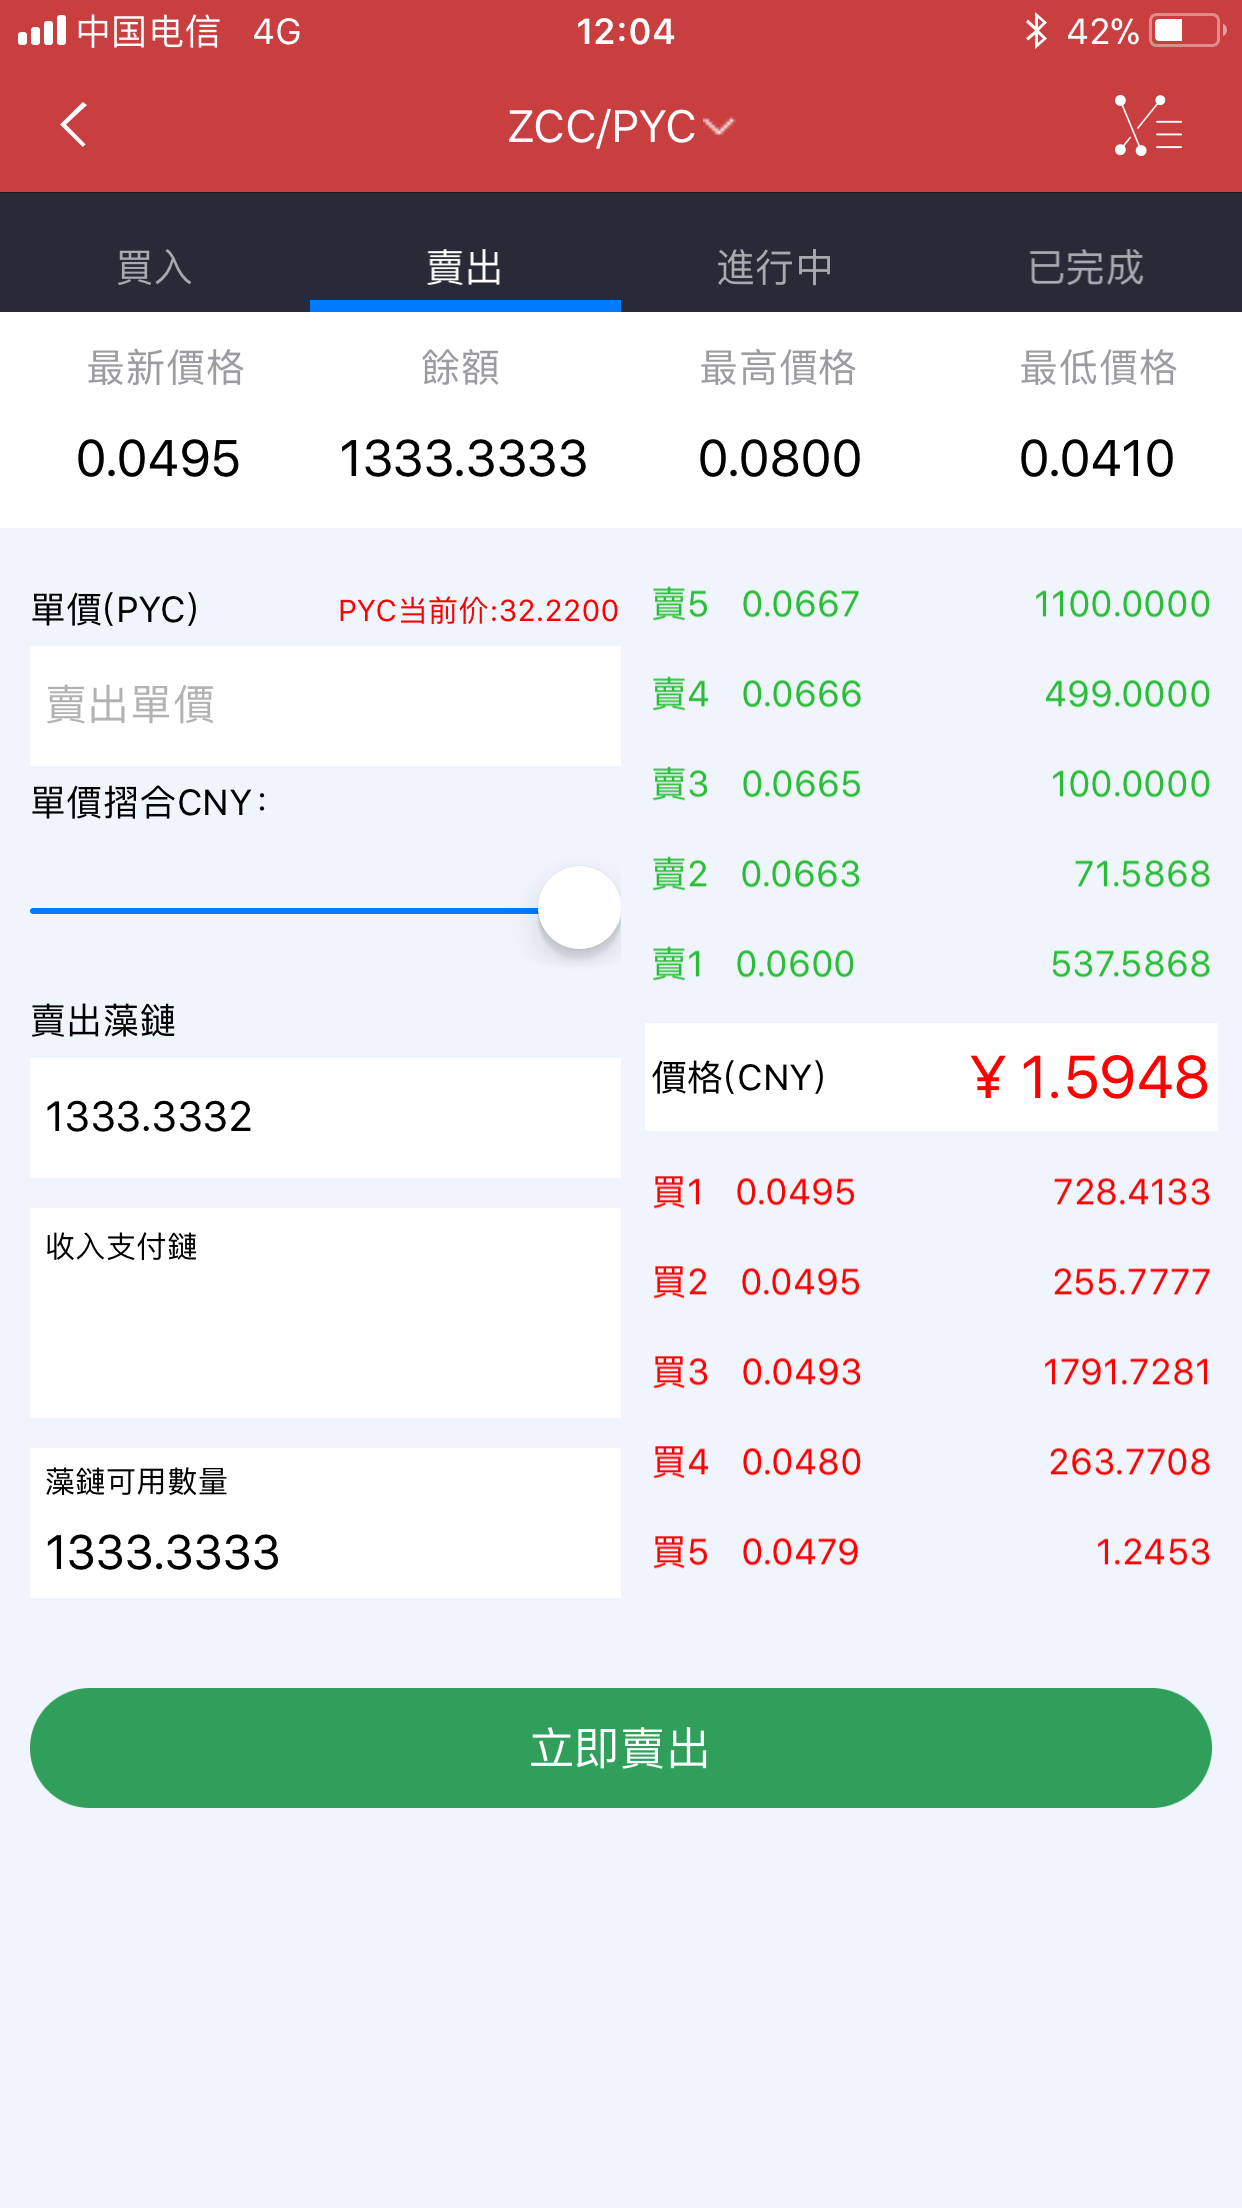 中国电信 4G 12:04 42%
ZCC/PYC
買入 賣出 進行中 已完成
最新價格 餘額 最高價格 最低價格
0.0495 1333.3333 0.0800 0.0410
單價(PYC) PYC当前价:32.2200
賣出單價
單價摺合CNY:
賣出藻鏈
1333.3332
收入支付鏈
藻鏈可用數量
1333.3333
賣5 0.0667 1100.0000
賣4 0.0666 499.0000
賣3 0.0665 100.0000
賣2 0.0663 71.5868
賣1 0.0600 537.5868
價格(CNY) ¥ 1.5948
買1 0.0495 728.4133
買2 0.0495 255.7777
買3 0.0493 1791.7281
買4 0.0480 263.7708
買5 0.0479 1.2453
立即賣出